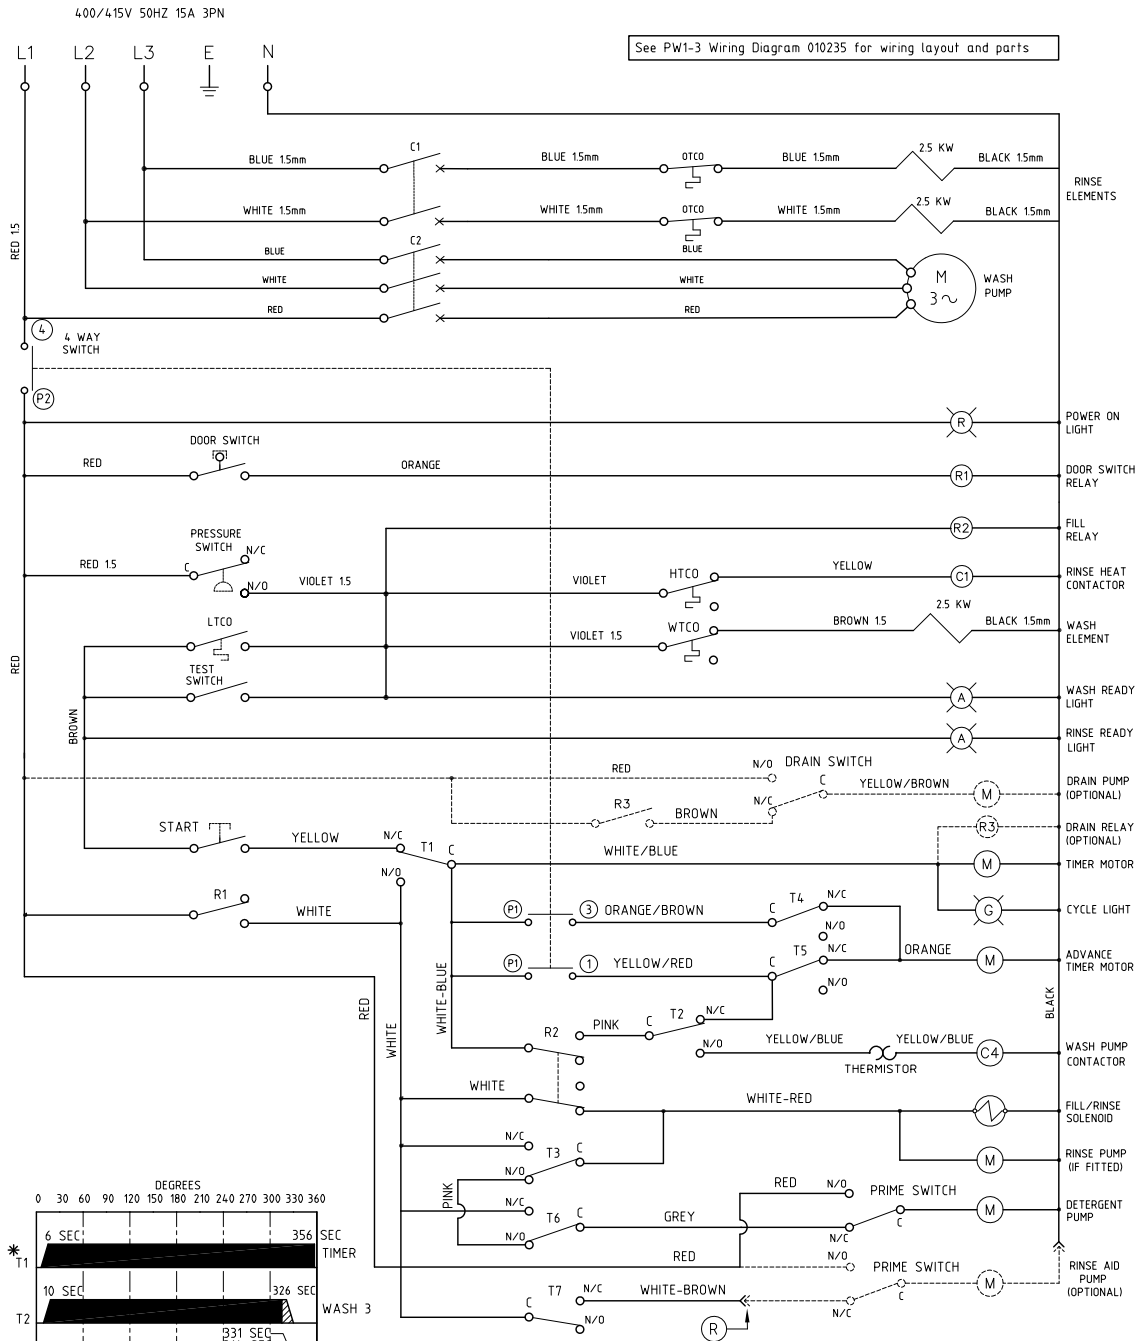 400/415V 50HZ 15A 3PN
L1 L2 L3 E N
See PW1-3 Wiring Diagram 010235 for wiring layout and parts
BLUE 1.5mm C1 BLUE 1.5mm OTCO BLUE 1.5mm 2.5 KW BLACK 1.5mm
RINSE
ELEMENTS
WHITE 1.5mm WHITE 1.5mm OTCO WHITE 1.5mm 2.5 KW BLACK 1.5mm
RED 1.5
BLUE C2 BLUE
WHITE WHITE
RED RED
M
3~
WASH
PUMP
4
4 WAY
SWITCH
P2
R
POWER ON
LIGHT
DOOR SWITCH
RED ORANGE R1
DOOR SWITCH
RELAY
R2
FILL
RELAY
PRESSURE
SWITCH
N/C
RED 1.5 C N/O VIOLET 1.5 VIOLET HTCO YELLOW C1
RINSE HEAT
CONTACTOR
LTCO VIOLET 1.5 WTCO BROWN 1.5 2.5 KW BLACK 1.5mm
WASH
ELEMENT
RED
TEST
SWITCH
A
WASH READY
LIGHT
BROWN
A
RINSE READY
LIGHT
RED N/O DRAIN SWITCH
C YELLOW/BROWN M
DRAIN PUMP
(OPTIONAL)
R3 BROWN N/C
R3
DRAIN RELAY
(OPTIONAL)
START YELLOW N/C T1 C WHITE/BLUE M
TIMER MOTOR
N/O
R1 WHITE
P1 3 ORANGE/BROWN C T4 N/C
N/O
G
CYCLE LIGHT
P1 1 YELLOW/RED C T5 N/C
N/O
ORANGE M
ADVANCE
TIMER MOTOR
RED
WHITE
WHITE-BLUE
BLACK
R2 PINK C T2 N/C
N/O YELLOW/BLUE YELLOW/BLUE C4
THERMISTOR
WASH PUMP
CONTACTOR
WHITE WHITE-RED
FILL/RINSE
SOLENOID
N/C T3 C
N/O
M
RINSE PUMP
(IF FITTED)
PINK
N/C T6 C
N/O
GREY
RED N/O PRIME SWITCH
C
N/C
M
DETERGENT
PUMP
RED N/O PRIME SWITCH
C
N/C
M
RINSE AID
PUMP
(OPTIONAL)
C T7 N/C
N/O
WHITE-BROWN
R
DEGREES
0 30 60 90 120 150 180 210 240 270 300 330 360
6 SEC 356 SEC
* T1 TIMER
10 SEC 326 SEC
T2 WASH 3
331 SEC